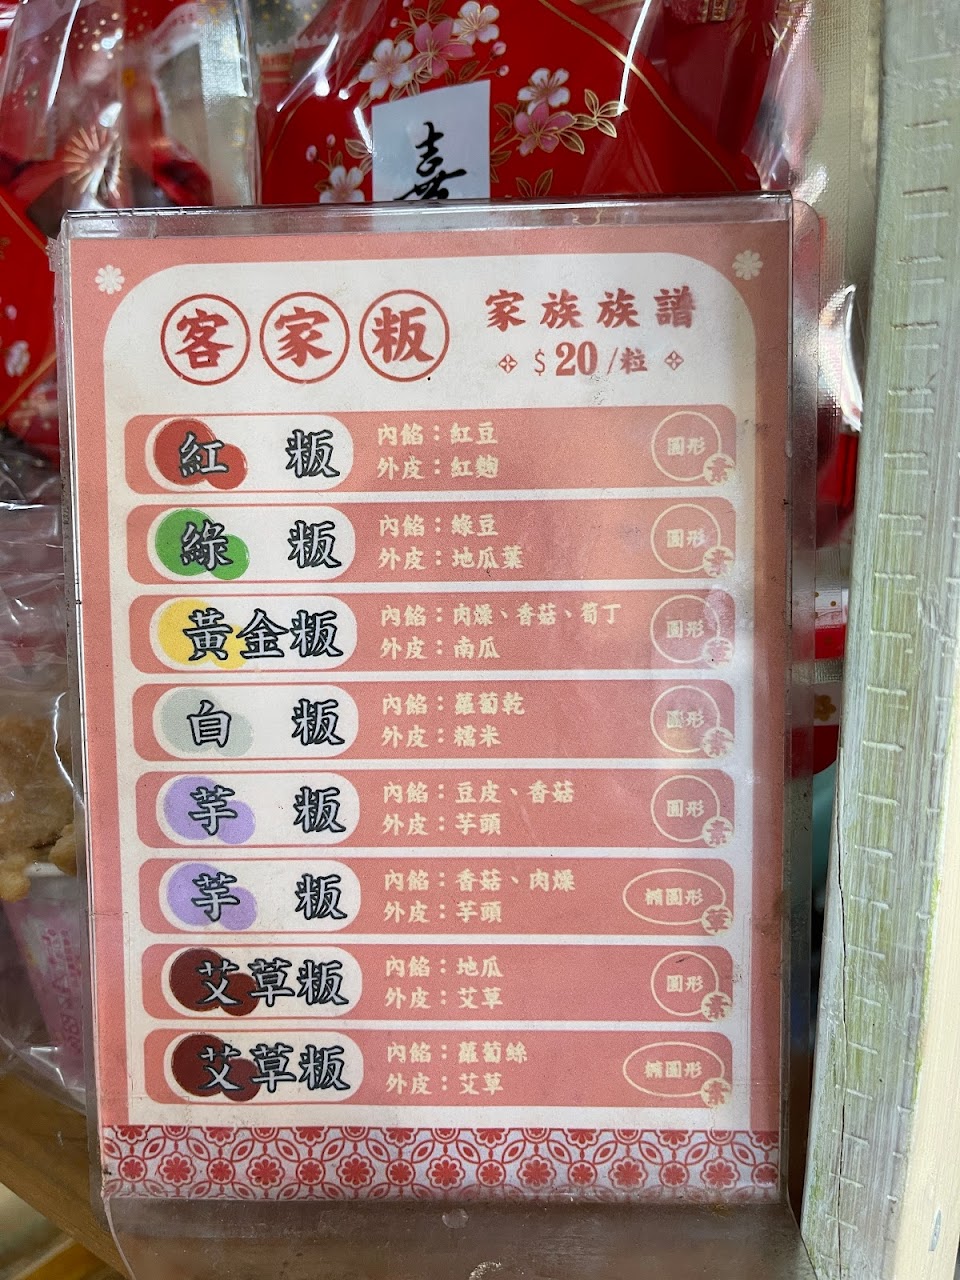 喜
客家粄
家族族譜
$20/粒
紅粄
內餡：紅豆
外皮：紅麴
圓形
素
綠粄
內餡：綠豆
外皮：地瓜葉
圓形
素
黃金粄
內餡：肉燥、香菇、筍丁
外皮：南瓜
圓形
葷
白粄
內餡：蘿蔔乾
外皮：糯米
圓形
素
芋粄
內餡：豆皮、香菇
外皮：芋頭
圓形
素
芋粄
內餡：香菇、肉燥
外皮：芋頭
橢圓形
葷
艾草粄
內餡：地瓜
外皮：艾草
圓形
素
艾草粄
內餡：蘿蔔絲
外皮：艾草
橢圓形
素